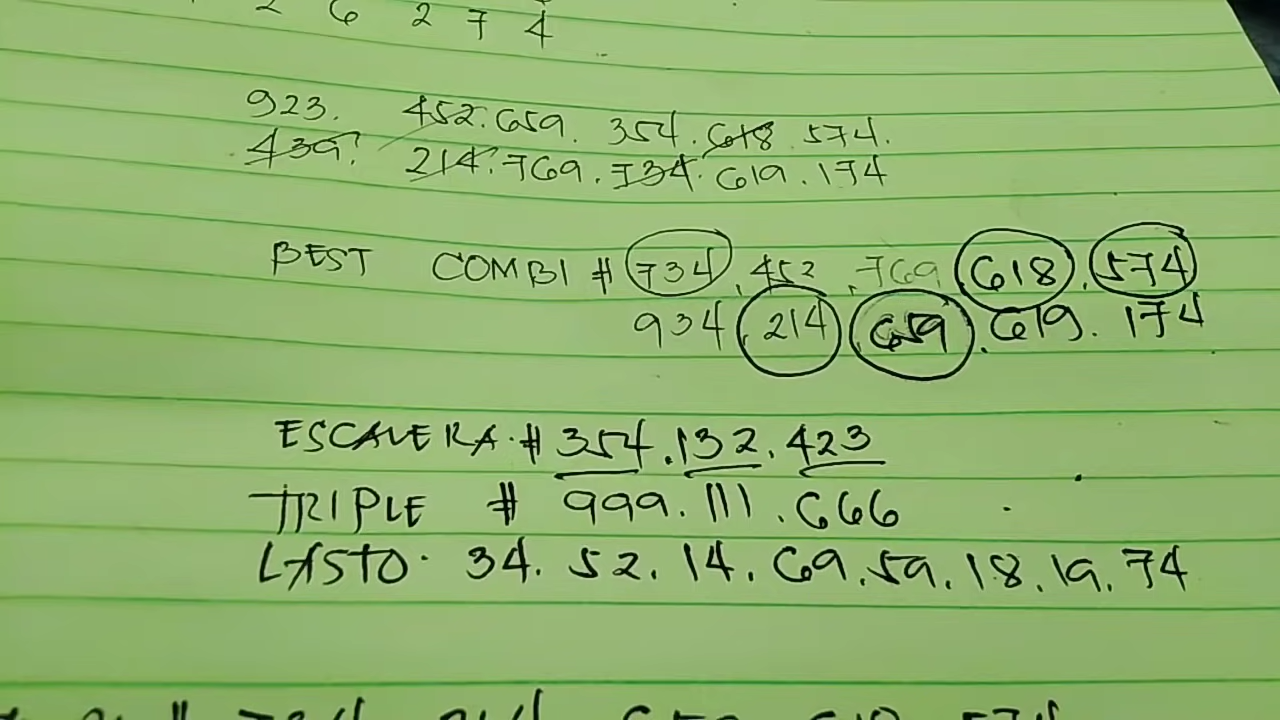 2 6 2 7 4
923. 452. 659. 354. 618 574.
439. 214. 769. 734. 619. 174
BEST COMBI # 734, 452, 769, 618, 574
934, 214, 659. 619. 174
ESCALERA. # 354. 132. 423
TRIPLE # 999. 111. 666
LASTO. 34. 52. 14. 69. 59. 18. 19. 74